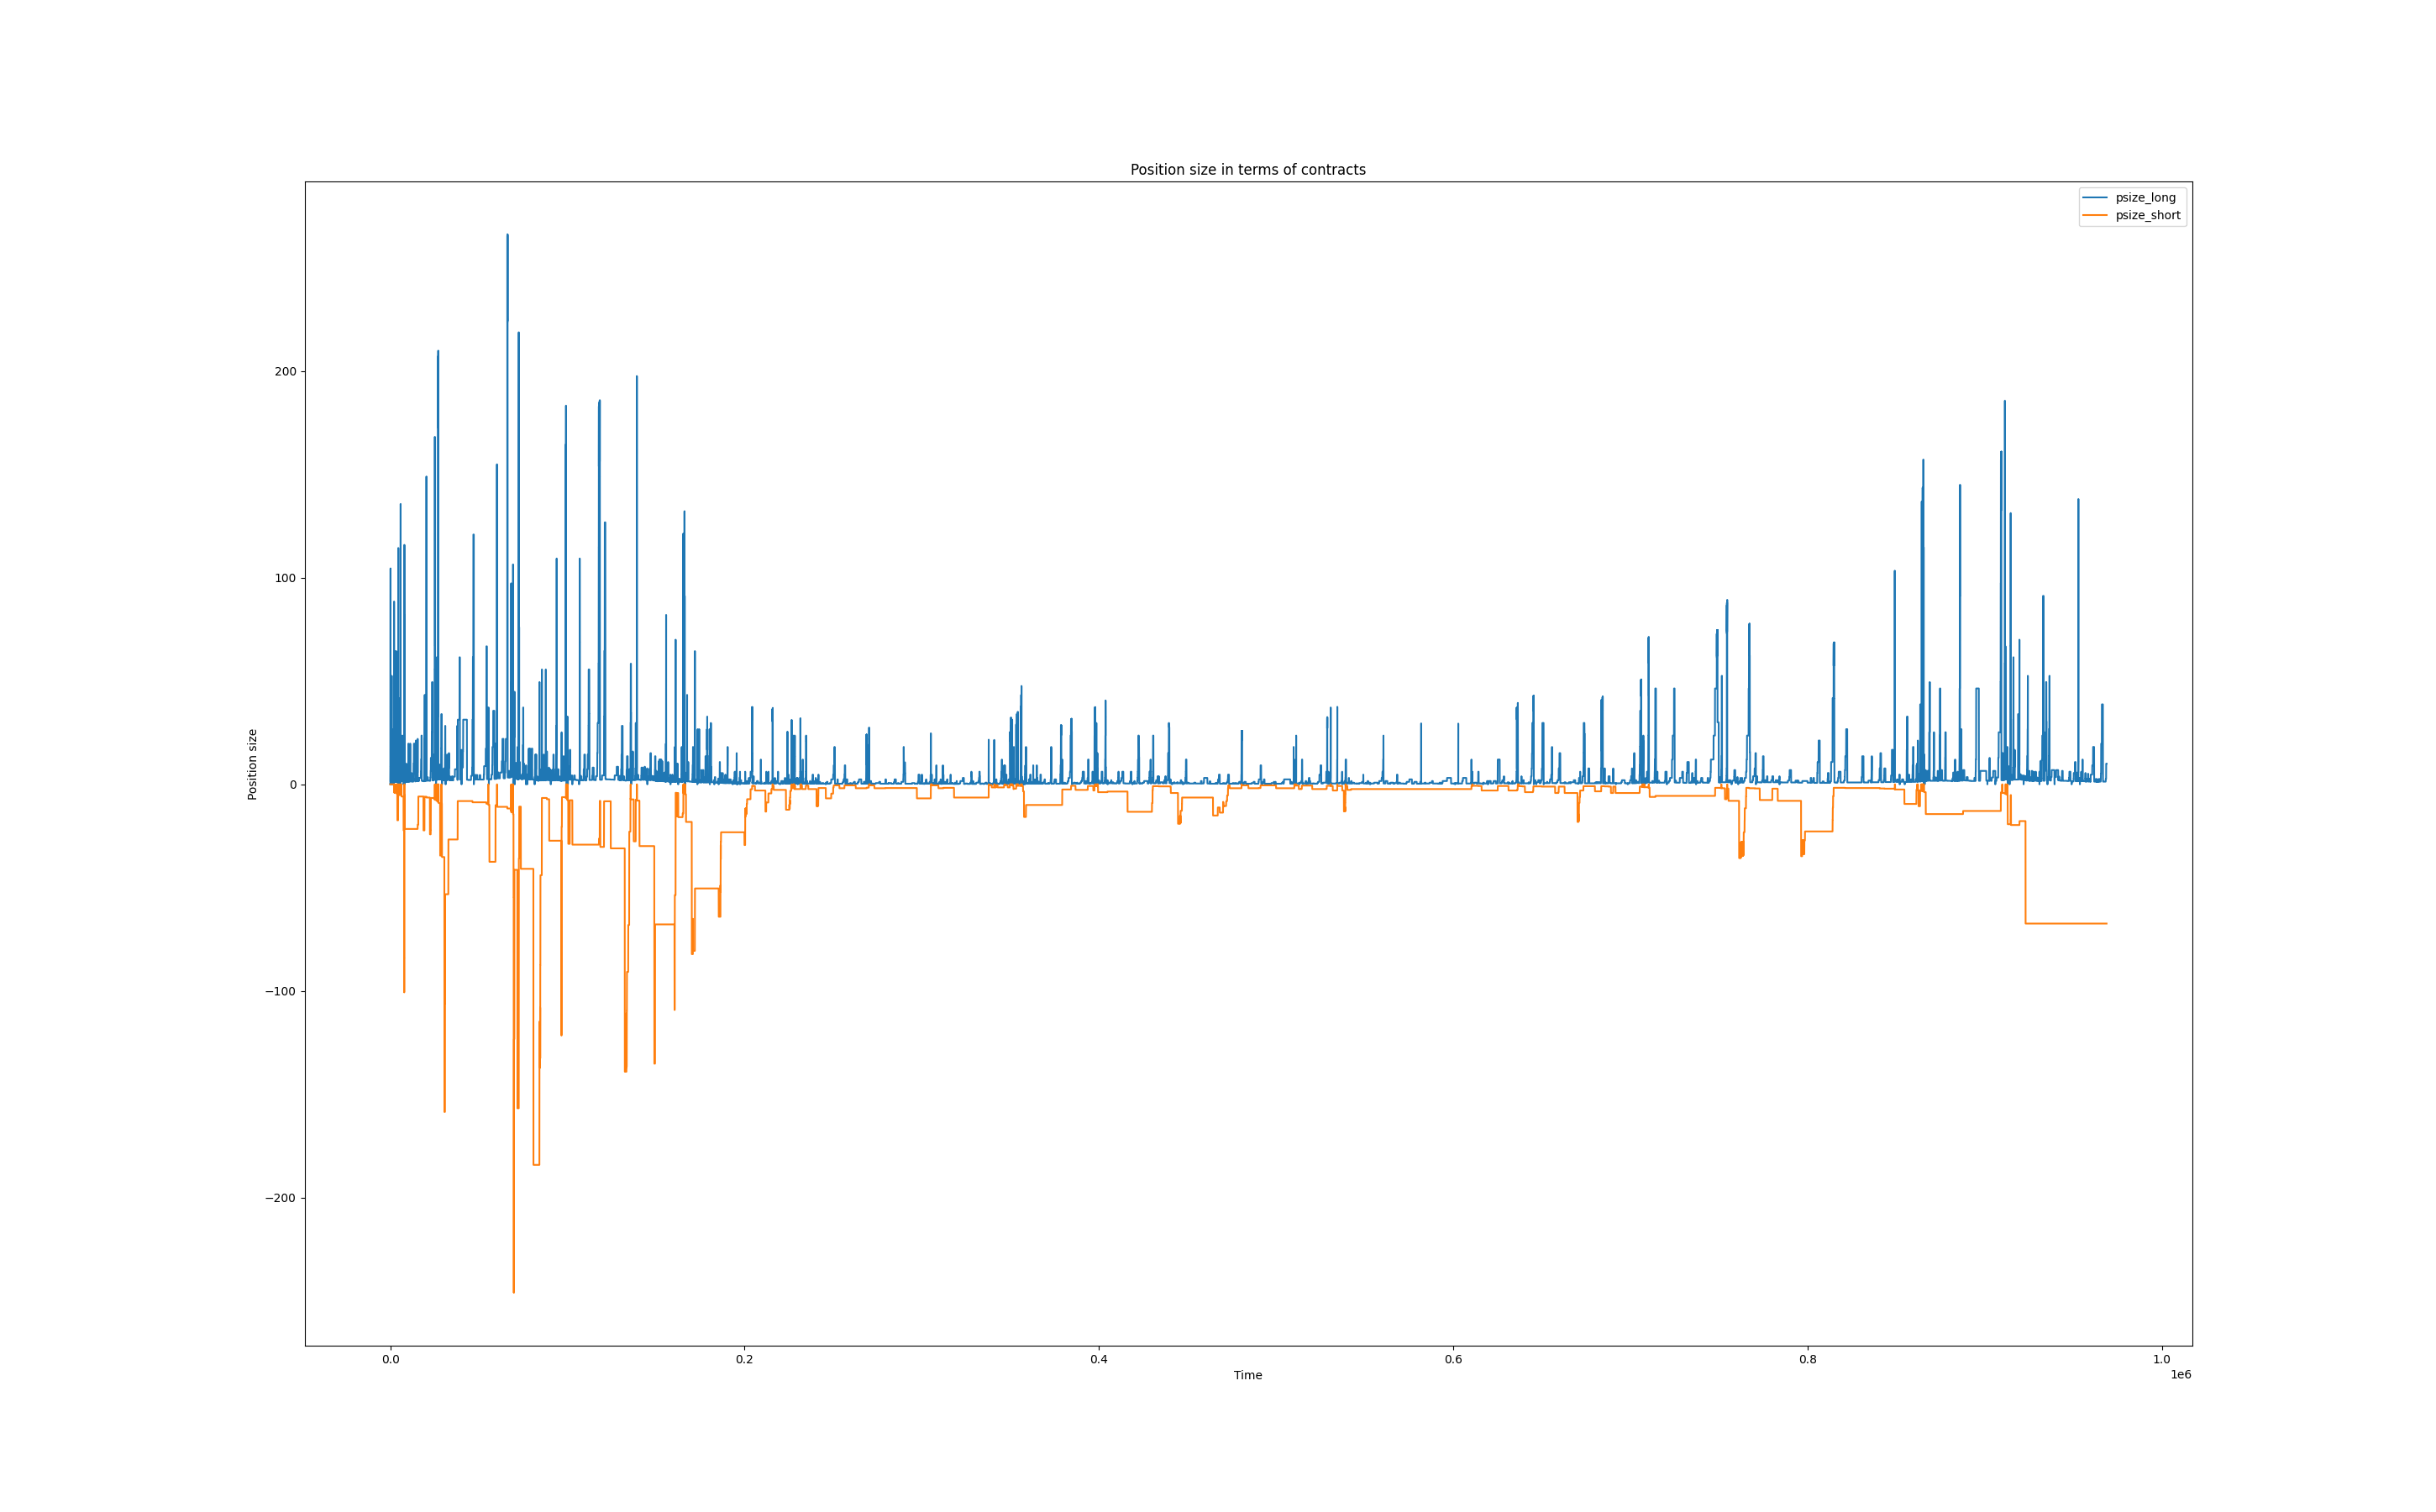 Position size in terms of contracts
psize_long
psize_short
Position size
200
100
0
−100
−200
0.0
0.2
0.4
0.6
0.8
1.0
1e6
Time